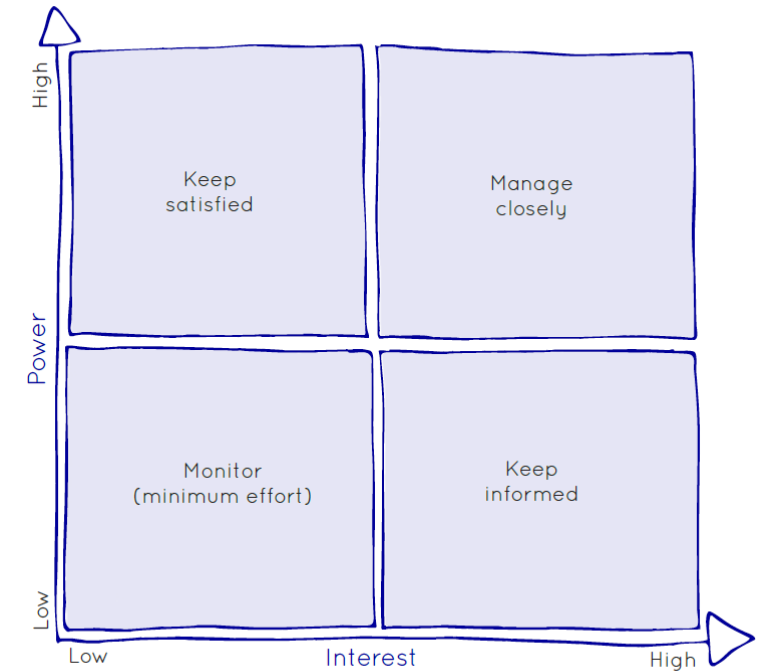 High
Keep
satisfied
Manage
closely
Power
Monitor
(minimum effort)
Keep
informed
Low
Low
Interest
High